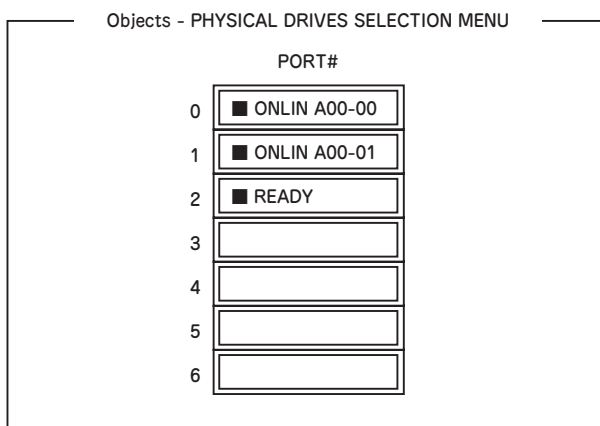 Objects - PHYSICAL DRIVES SELECTION MENU
PORT#
0 ■ ONLIN A00-00
1 ■ ONLIN A00-01
2 ■ READY
3
4
5
6